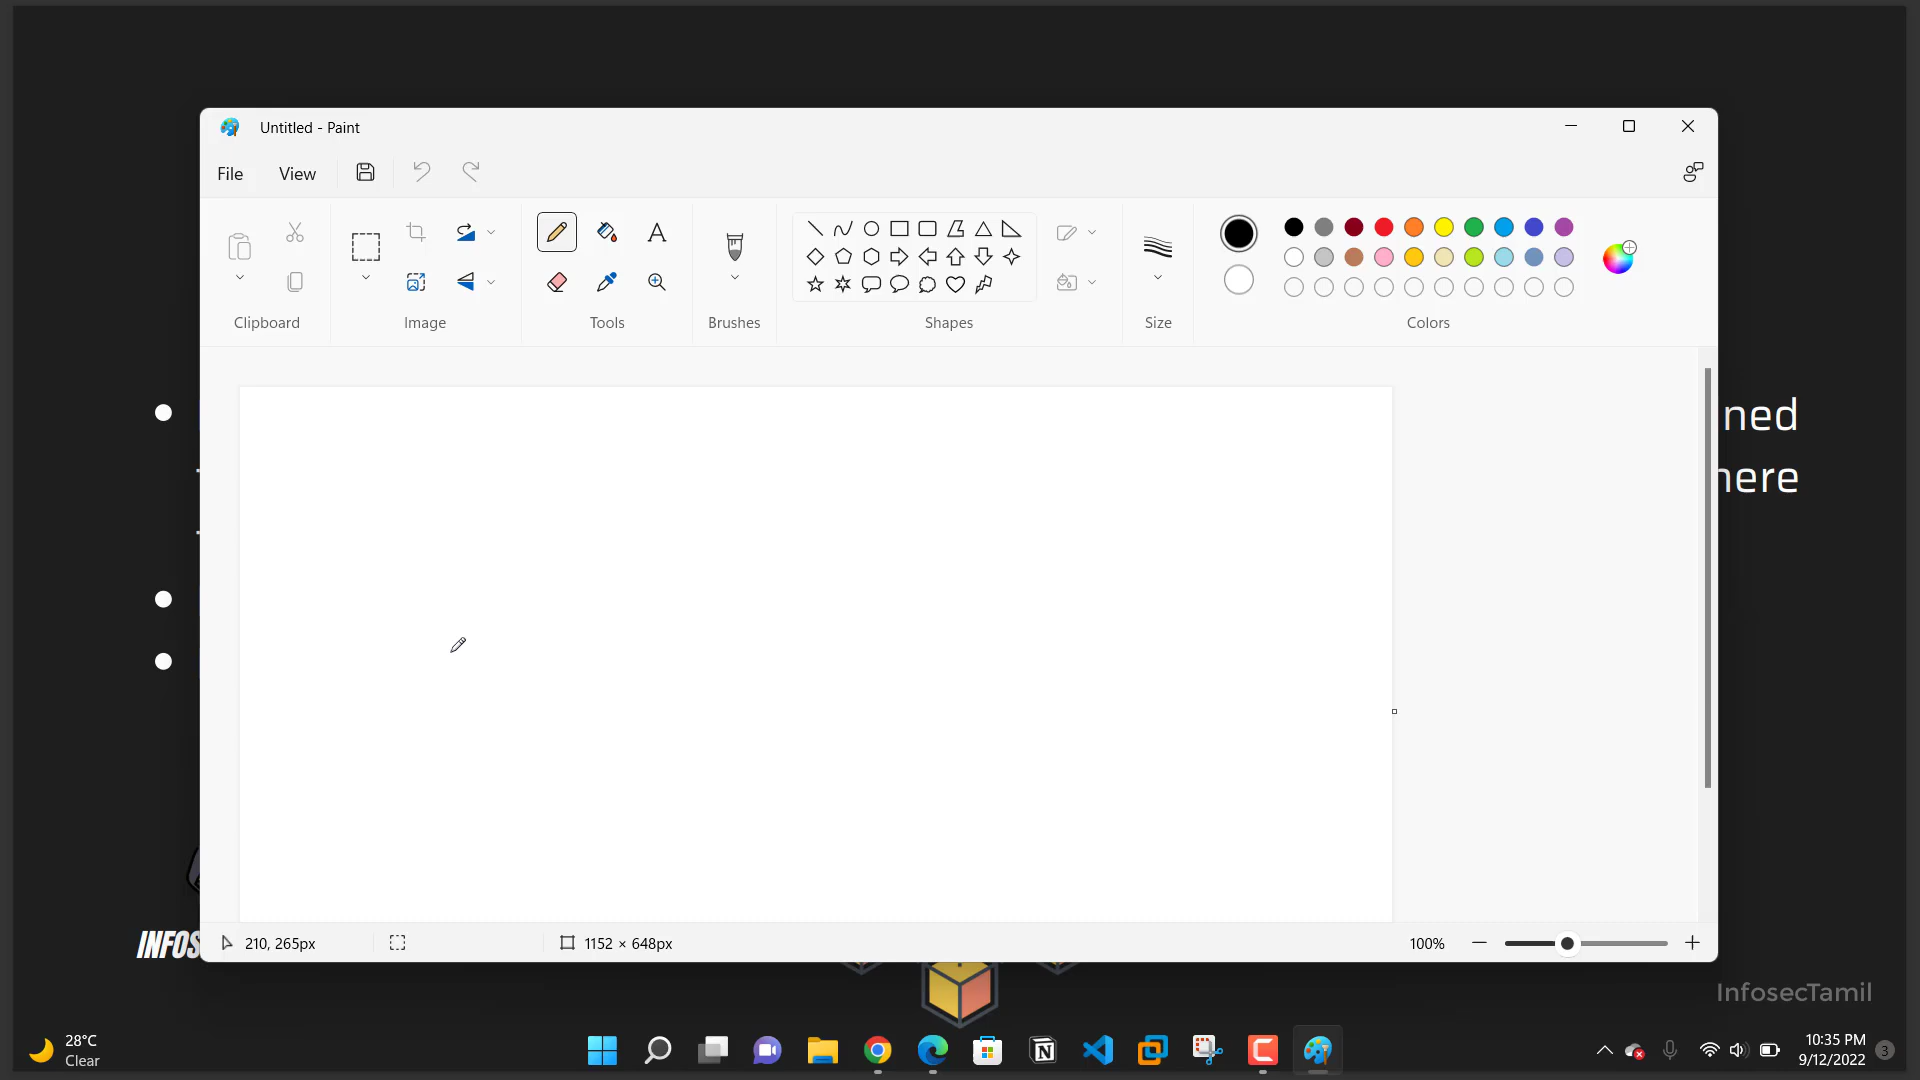 Untitled - Paint
File
View
Clipboard
Image
Tools
Brushes
Shapes
Size
Colors
ned
here
210, 265px
1152 × 648px
100%
INFOS
InfosecTamil
28°C
Clear
10:35 PM
9/12/2022
3